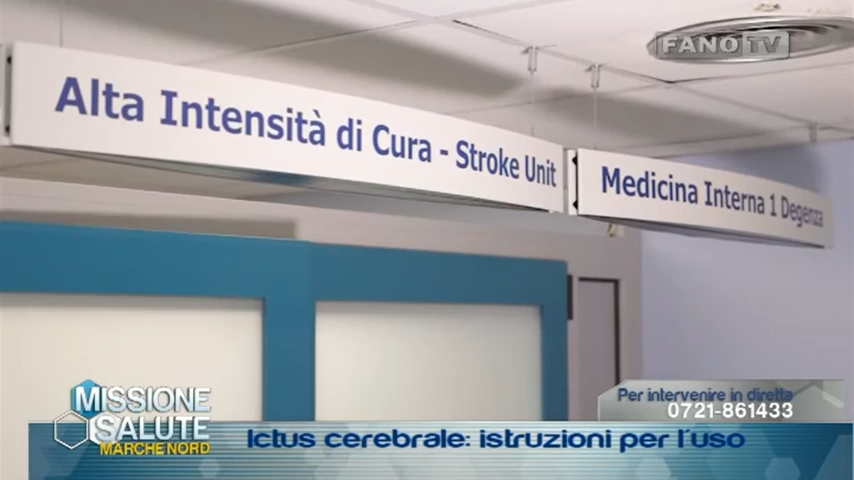 FANO TV
Alta Intensità di Cura - Stroke Unit
Medicina Interna 1 Degenza
MISSIONE
SALUTE
MARCHE NORD
Per intervenire in diretta
0721-861433
Ictus cerebrale: istruzioni per l'uso